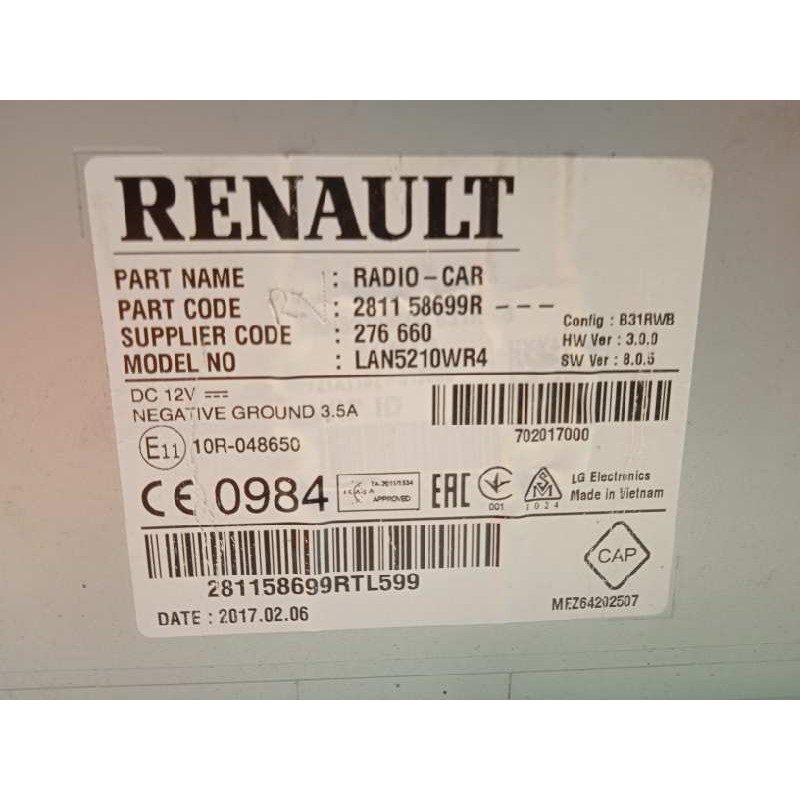 RENAULT
PART NAME : RADIO-CAR
PART CODE : 2811 58699R - - -
SUPPLIER CODE : 276 660
MODEL NO : LAN5210WR4
Config : B31RWB
HW Ver : 3.0.0
SW Ver : 8.0.5
DC 12V
NEGATIVE GROUND 3.5A
702017000
E11 10R-048650
CE 0984
APPROVED
EAC
001
1024
LG Electronics
Made in Vietnam
281158699RTL599
CAP
DATE : 2017.02.06
MEZ64202507